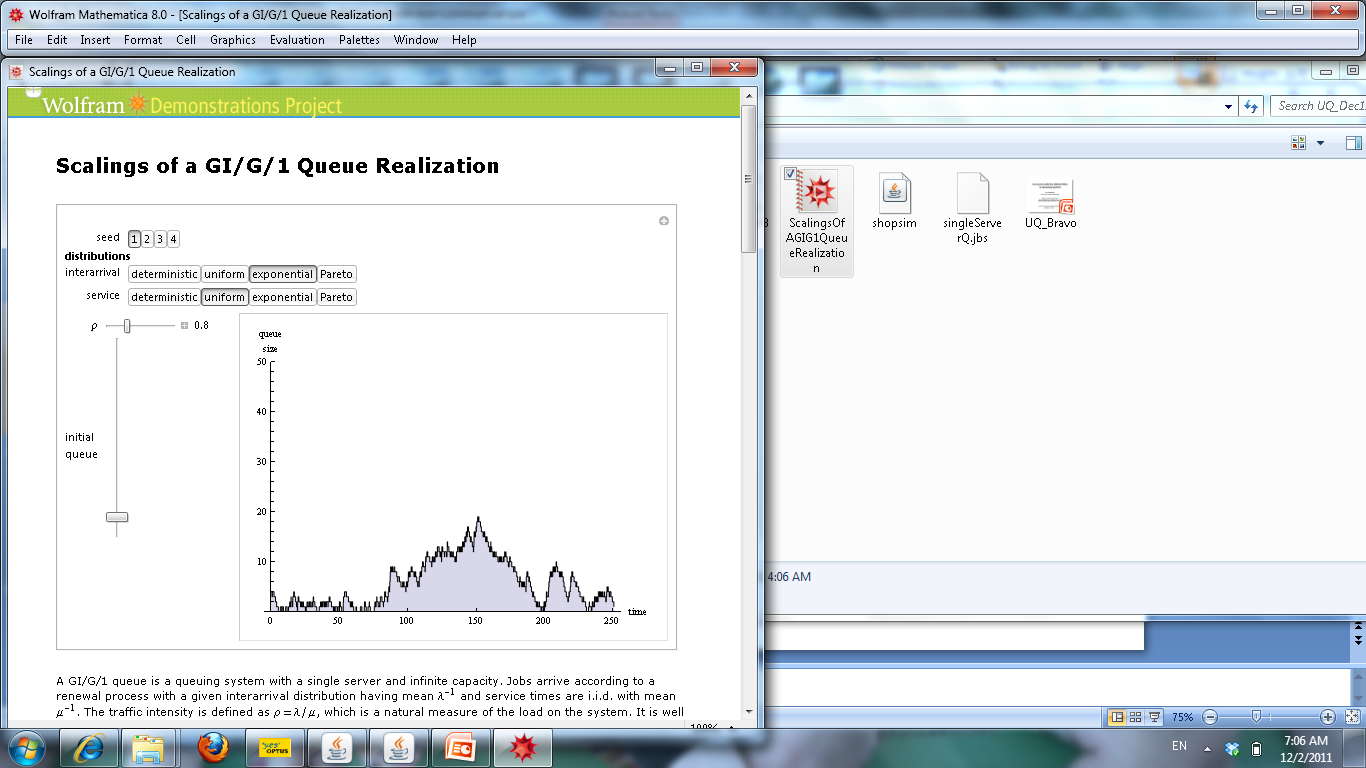 Wolfram Mathematica 8.0 - [Scalings of a GI/G/1 Queue Realization]
File Edit Insert Format Cell Graphics Evaluation Palettes Window Help
Scalings of a GI/G/1 Queue Realization
Wolfram Demonstrations Project
Search UQ_Dec1
Scalings of a GI/G/1 Queue Realization
seed 1 2 3 4
distributions
interarrival deterministic uniform exponential Pareto
service deterministic uniform exponential Pareto
ρ 0.8
initial
queue
queue
size
50
40
30
20
10
0 50 100 150 200 250
time
A GI/G/1 queue is a queuing system with a single server and infinite capacity. Jobs arrive according to a
renewal process with a given interarrival distribution having mean λ⁻¹ and service times are i.i.d. with mean
μ⁻¹. The traffic intensity is defined as ρ = λ/μ, which is a natural measure of the load on the system. It is well
100%
3
ScalingsOf
AGIG1Queu
eRealizatio
n
shopsim
singleServe
rQ.jbs
UQ_Bravo
4:06 AM
75%
yes
OPTUS
EN
7:06 AM
12/2/2011